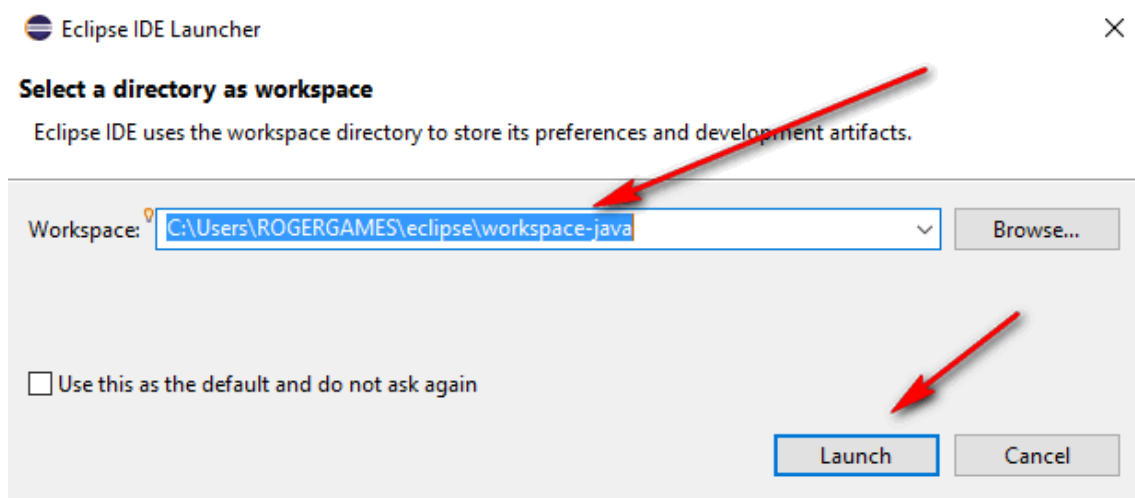 Eclipse IDE Launcher
Select a directory as workspace
Eclipse IDE uses the workspace directory to store its preferences and development artifacts.
Workspace: C:\Users\ROGERGAMES\eclipse\workspace-java Browse...
Use this as the default and do not ask again
Launch Cancel